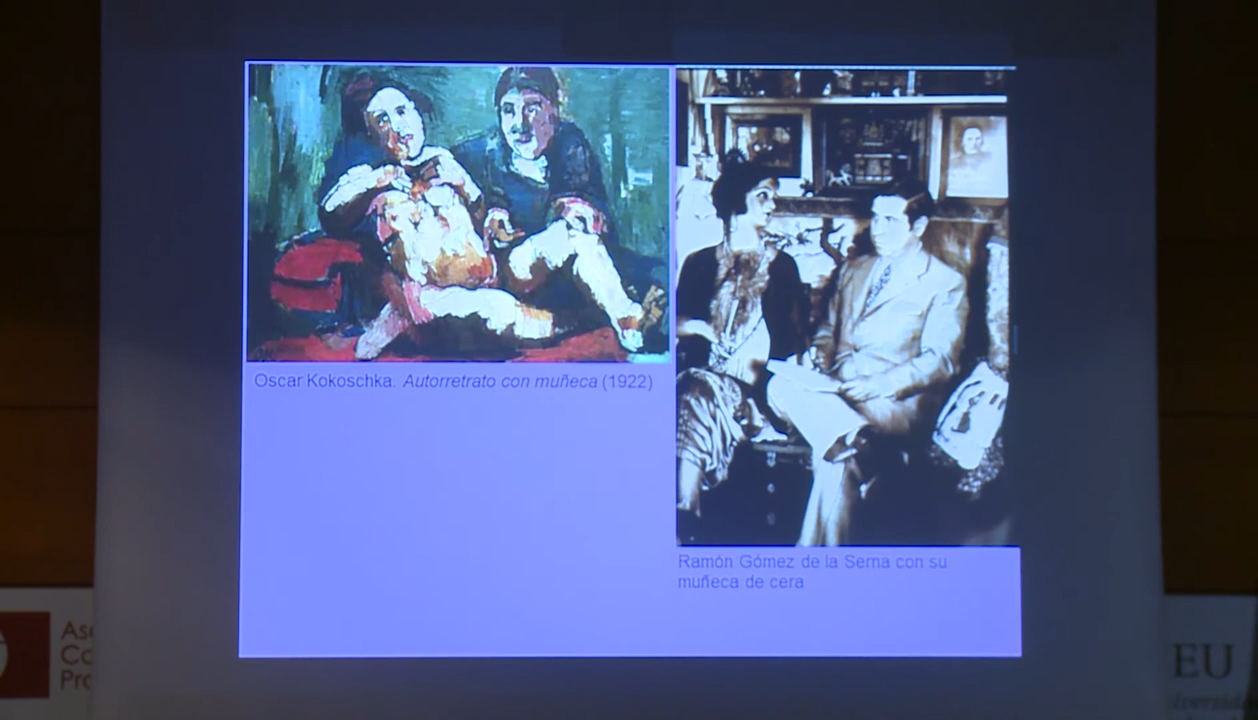 Oscar Kokoschka. Autorretrato con muñeca (1922)
Ramón Gómez de la Serna con su
muñeca de cera
EU